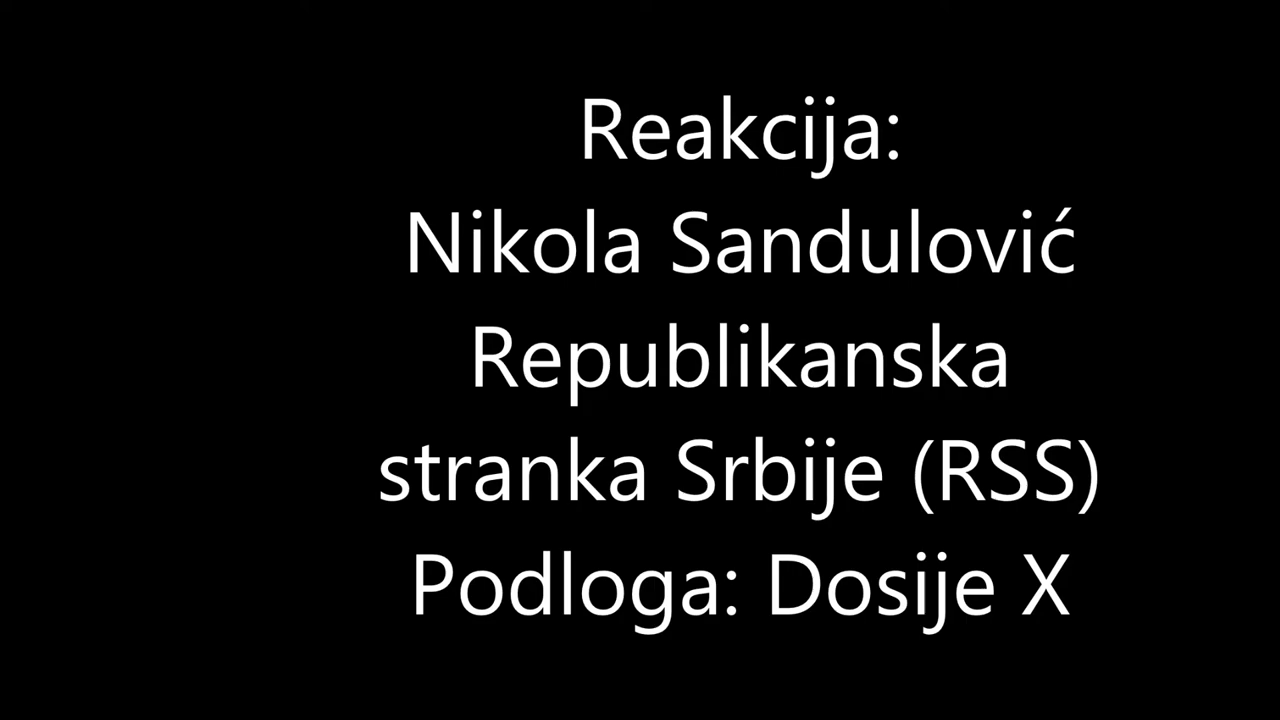 Reakcija:
Nikola Sandulović
Republikanska
stranka Srbije (RSS)
Podloga: Dosije X